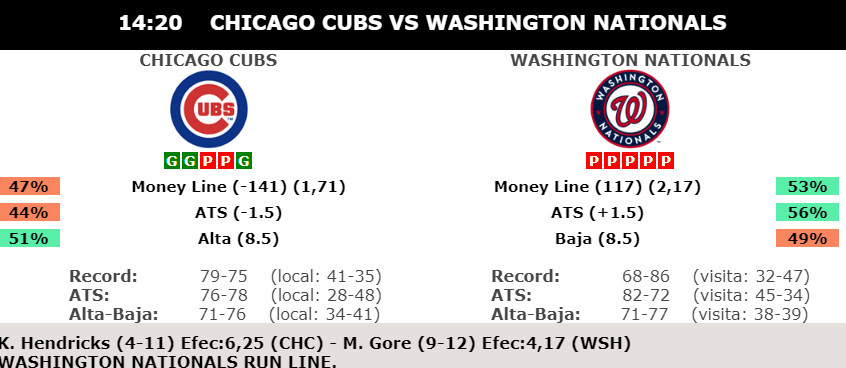 14:20 CHICAGO CUBS VS WASHINGTON NATIONALS
CHICAGO CUBS WASHINGTON NATIONALS
CUBS
WASHINGTON W NATIONALS
G G P P G P P P P P
47% Money Line (-141) (1,71) Money Line (117) (2,17) 53%
44% ATS (-1.5) ATS (+1.5) 56%
51% Alta (8.5) Baja (8.5) 49%
Record: 79-75 (local: 41-35) Record: 68-86 (visita: 32-47)
ATS: 76-78 (local: 28-48) ATS: 82-72 (visita: 45-34)
Alta-Baja: 71-76 (local: 34-41) Alta-Baja: 71-77 (visita: 38-39)
K. Hendricks (4-11) Efec:6,25 (CHC) - M. Gore (9-12) Efec:4,17 (WSH)
WASHINGTON NATIONALS RUN LINE.